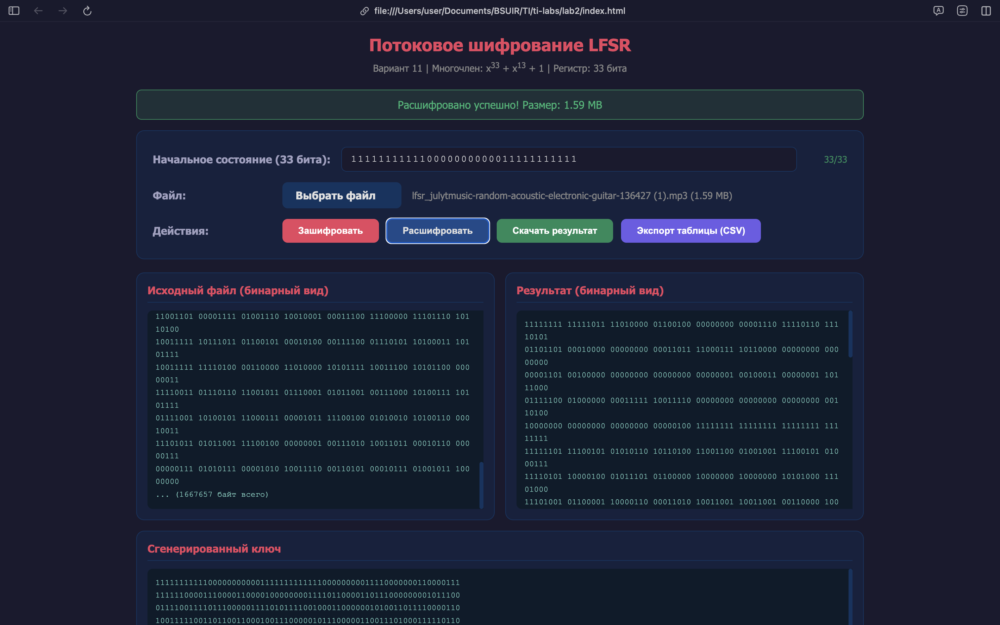 file:///Users/user/Documents/BSUIR/TI/ti-labs/lab2/index.html
Потоковое шифрование LFSR
Вариант 11 | Многочлен: x³³ + x¹³ + 1 | Регистр: 33 бита
Расшифровано успешно! Размер: 1.59 MB
Начальное состояние (33 бита):
111111111110000000000011111111111
33/33
Файл:
Выбрать файл
lfsr_julytmusic-random-acoustic-electronic-guitar-136427 (1).mp3 (1.59 MB)
Действия:
Зашифровать
Расшифровать
Скачать результат
Экспорт таблицы (CSV)
Исходный файл (бинарный вид)
11001101 00001111 01001110 10010001 00011100 11100000 11101110 101
10100
10011111 10111011 01100101 00010100 00111100 01110101 10100011 101
01111
10011111 11110100 00110000 11010000 10101111 10011100 10101100 000
00011
11110011 01110110 11001011 01110001 01011001 00111000 10100111 101
01111
01111001 10100101 11000111 00001011 11100100 01010010 10100110 000
10011
11101011 01011001 11100100 00000001 00111010 10011011 00010110 000
00111
00000111 01010111 00001010 10011110 00110101 00010111 01001011 100
00000
... (1667657 байт всего)
Результат (бинарный вид)
11111111 11111011 11010000 01100100 00000000 00001110 11110110 111
10101
01101101 00010000 00000000 00011011 11000111 10110000 00000000 000
00000
00001101 00100000 00000000 00000000 00000001 00100011 00000001 101
11000
01111100 01000000 00011111 10011110 00000000 00000000 00000000 001
10100
10000000 00000000 00000000 00000100 11111111 11111111 11111111 111
11111
11111101 11100101 01010110 10110100 11001100 01001001 11100101 010
00111
11110101 10000100 01011101 01100000 10000000 10000000 10101000 111
01000
11101001 01100001 10000110 00011010 10011001 10011001 00110000 100
Сгенерированный ключ
1111111111100000000000111111111111100000000011110000000110000111
1111110000111000011000010000000011110110000110111000000001011100
0111100111101110000011110101111001000110000001010011011110000110
1001111100110110011000100111000001011100000110011101000111110110